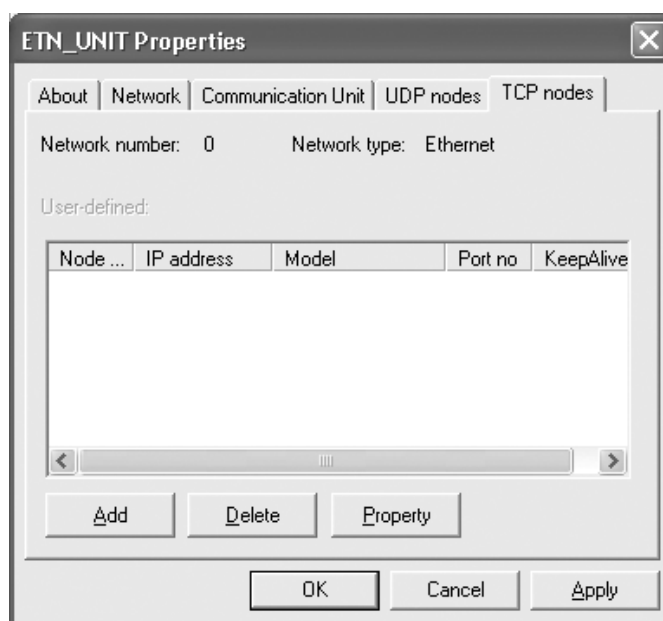 ETN_UNIT Properties
About Network Communication Unit UDP nodes TCP nodes
Network number: 0 Network type: Ethernet
User-defined:
Node ... IP address Model Port no KeepAlive
Add Delete Property
OK Cancel Apply